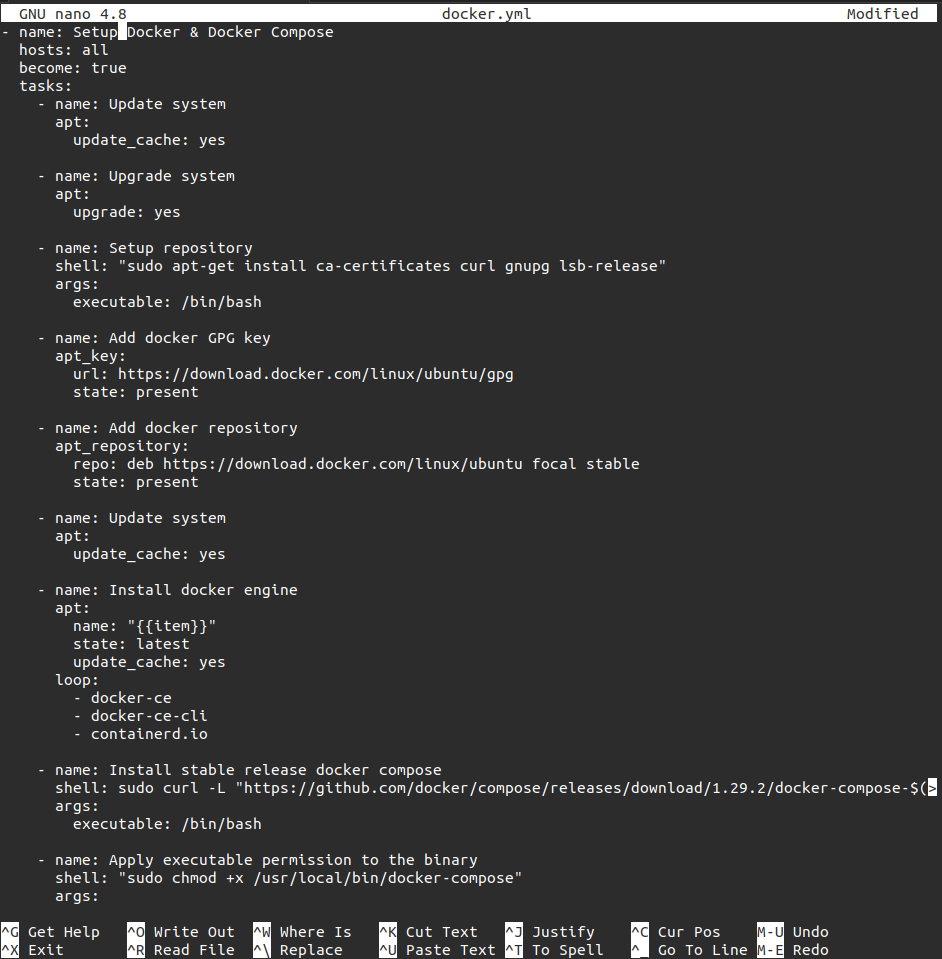 GNU nano 4.8 docker.yml Modified
- name: Setup Docker & Docker Compose
  hosts: all
  become: true
  tasks:
    - name: Update system
      apt:
        update_cache: yes

    - name: Upgrade system
      apt:
        upgrade: yes

    - name: Setup repository
      shell: "sudo apt-get install ca-certificates curl gnupg lsb-release"
      args:
        executable: /bin/bash

    - name: Add docker GPG key
      apt_key:
        url: https://download.docker.com/linux/ubuntu/gpg
        state: present

    - name: Add docker repository
      apt_repository:
        repo: deb https://download.docker.com/linux/ubuntu focal stable
        state: present

    - name: Update system
      apt:
        update_cache: yes

    - name: Install docker engine
      apt:
        name: "{{item}}"
        state: latest
        update_cache: yes
      loop:
        - docker-ce
        - docker-ce-cli
        - containerd.io

    - name: Install stable release docker compose
      shell: sudo curl -L "https://github.com/docker/compose/releases/download/1.29.2/docker-compose-$(>
      args:
        executable: /bin/bash

    - name: Apply executable permission to the binary
      shell: "sudo chmod +x /usr/local/bin/docker-compose"
      args:

^G Get Help ^O Write Out ^W Where Is ^K Cut Text ^J Justify ^C Cur Pos M-U Undo
^X Exit ^R Read File ^\ Replace ^U Paste Text ^T To Spell ^_ Go To Line M-E Redo